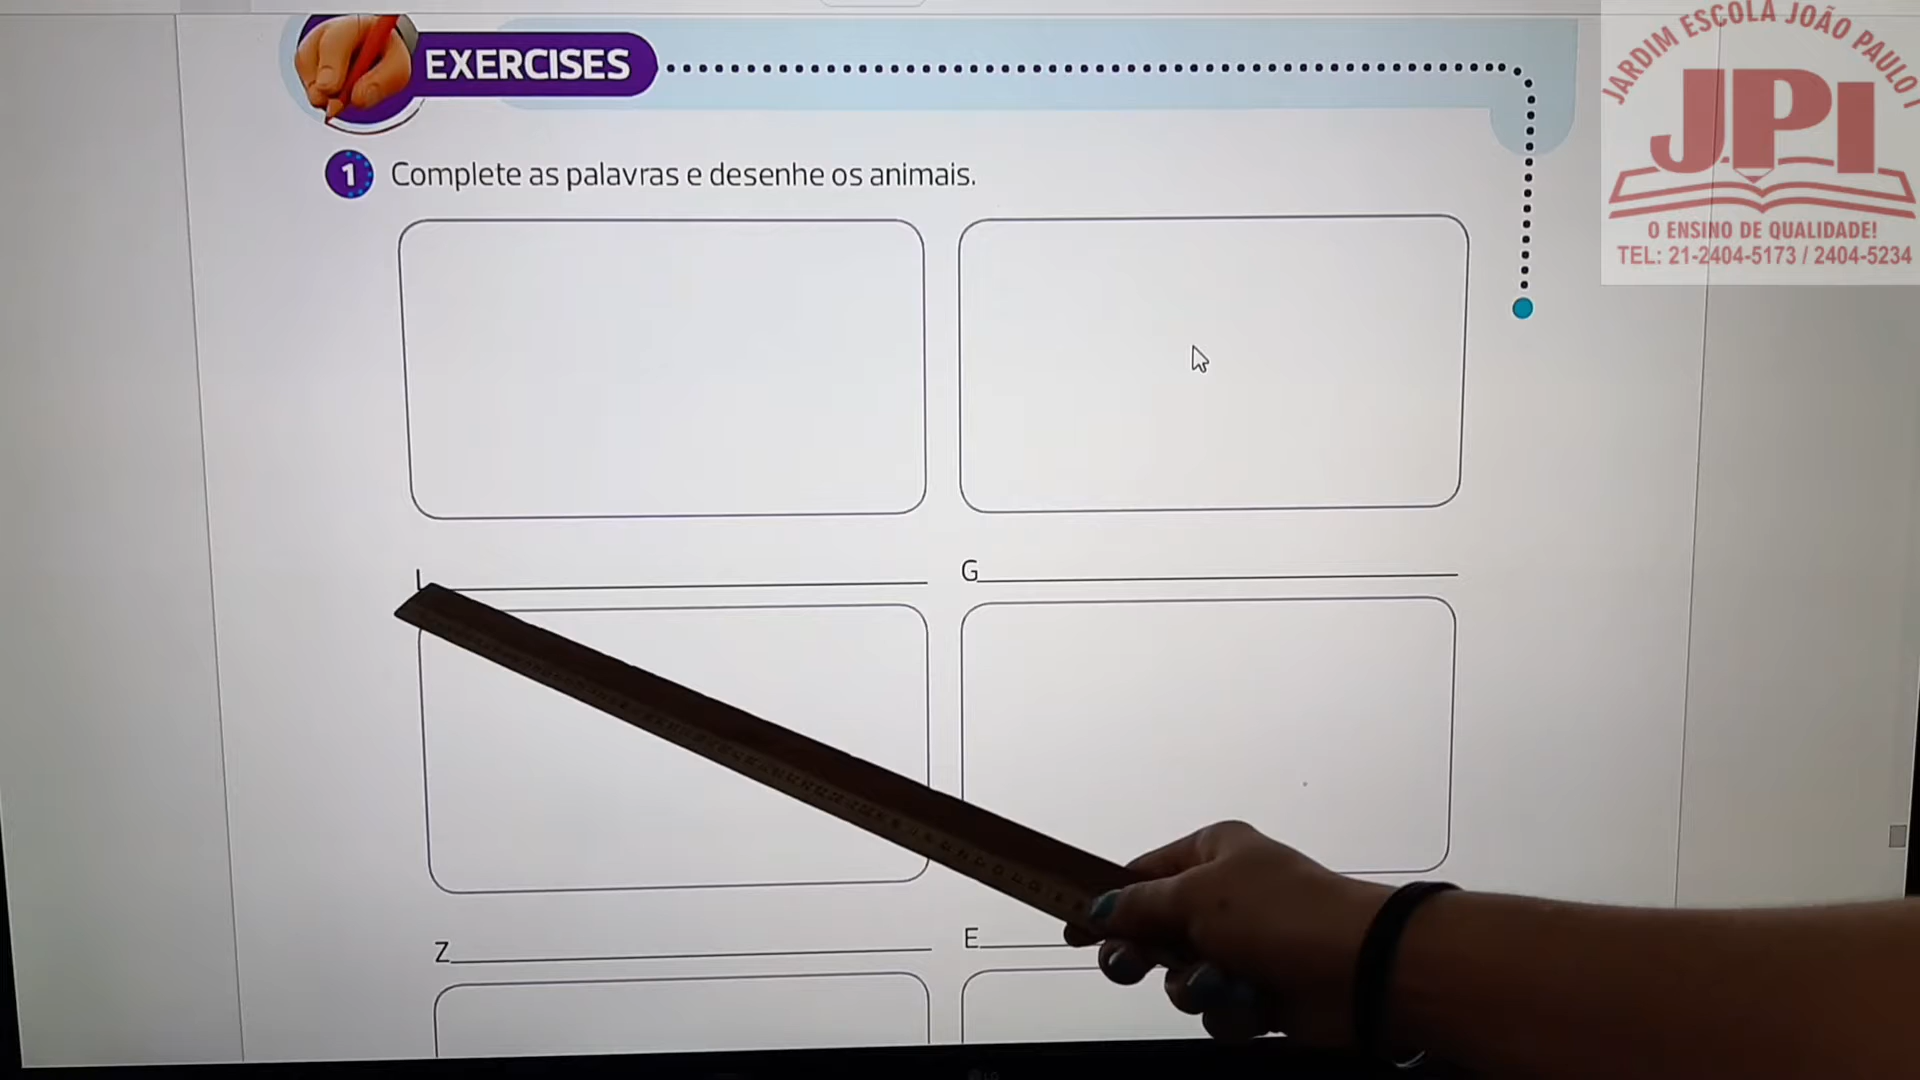 EXERCISES
1 Complete as palavras e desenhe os animais.
L
G
Z
E
JARDIM ESCOLA JOÃO PAULO I
JPI
O ENSINO DE QUALIDADE!
TEL: 21-2404-5173 / 2404-5234
LG